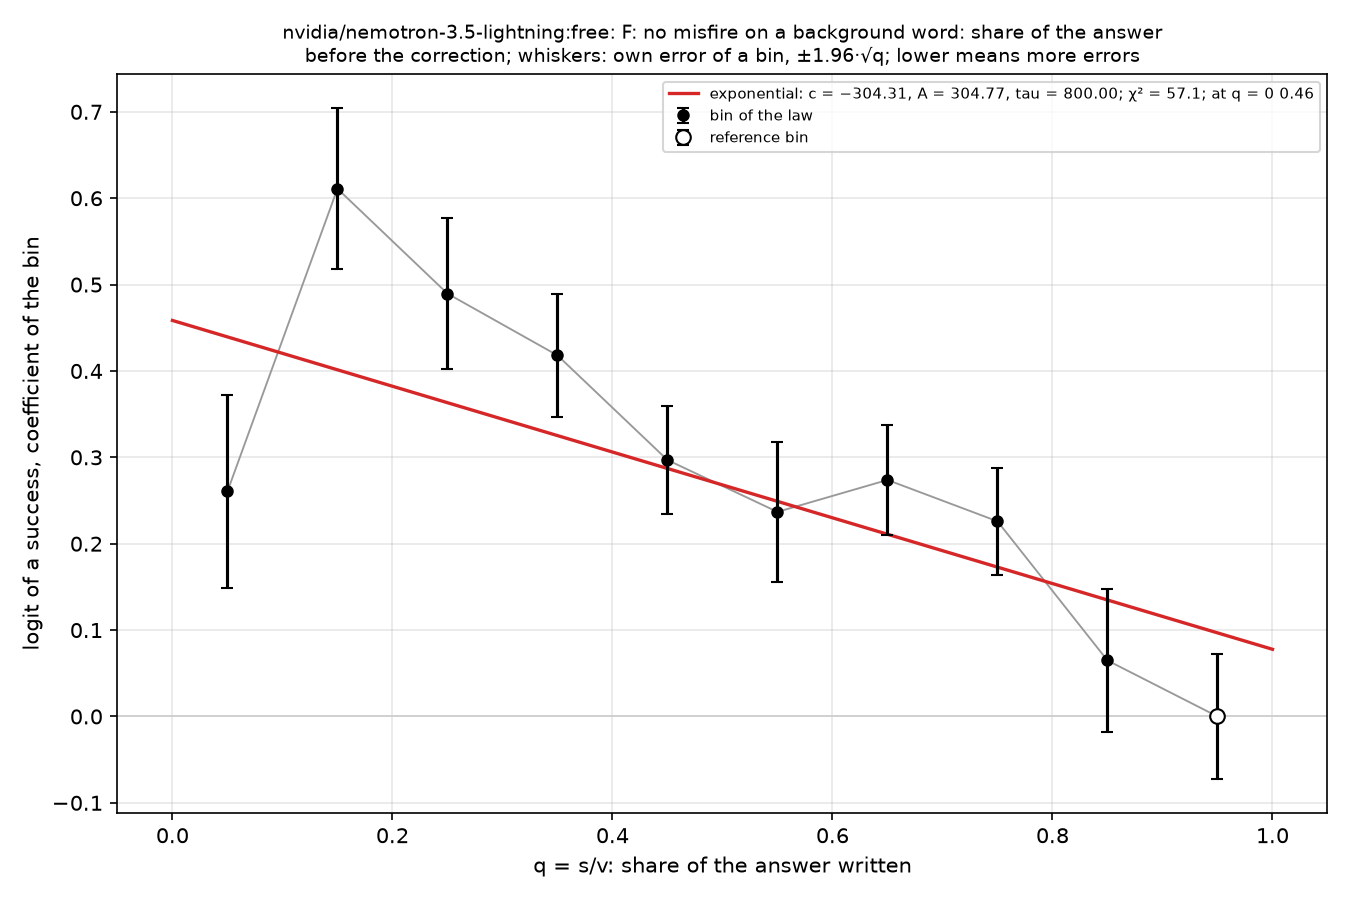 nvidia/nemotron-3.5-lightning:free: F: no misfire on a background word: share of the answer
before the correction; whiskers: own error of a bin, ±1.96·√q; lower means more errors
exponential: c = −304.31, A = 304.77, tau = 800.00; χ² = 57.1; at q = 0 0.46
bin of the law
reference bin
logit of a success, coefficient of the bin
0.7
0.6
0.5
0.4
0.3
0.2
0.1
0.0
−0.1
0.0 0.2 0.4 0.6 0.8 1.0
q = s/v: share of the answer written